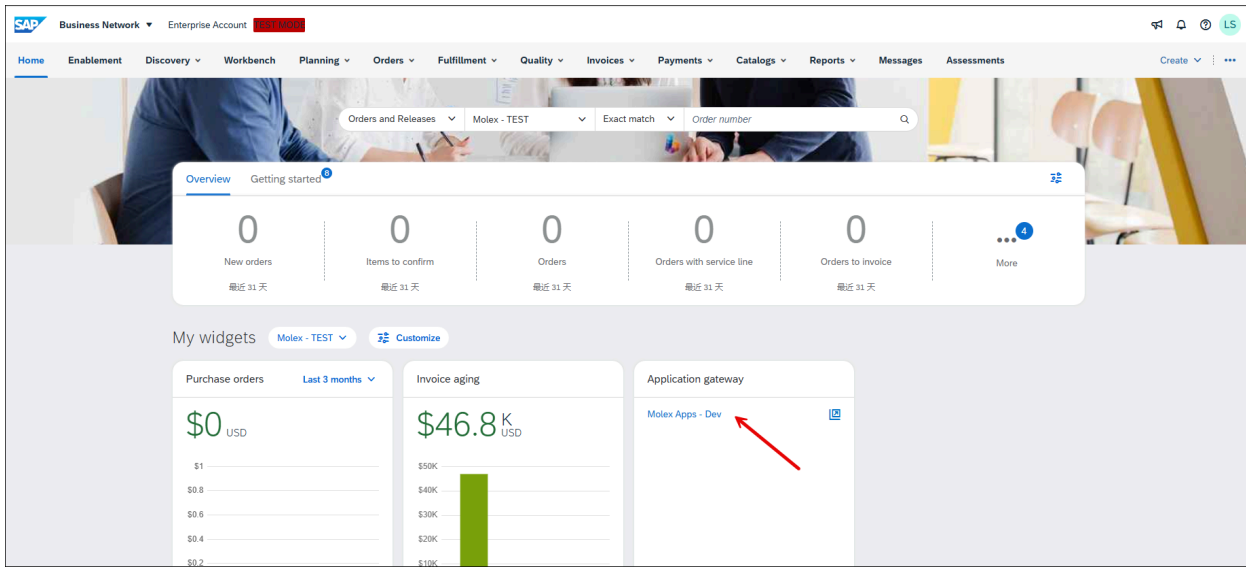 SAP Business Network Enterprise Account TEST MODE LS
Home Enablement Discovery Workbench Planning Orders Fulfillment Quality Invoices Payments Catalogs Reports Messages Assessments Create
Orders and Releases Molex - TEST Exact match Order number
Overview Getting started 8
0 0 0 0 0 4
New orders Items to confirm Orders Orders with service line Orders to invoice More
最近 31 天 最近 31 天 最近 31 天 最近 31 天 最近 31 天
My widgets Molex - TEST Customize
Purchase orders Last 3 months Invoice aging Application gateway
Molex Apps - Dev
$0 USD $46.8 K USD
$1 $50K
$0.8 $40K
$0.6 $30K
$0.4 $20K
$0.2 $10K